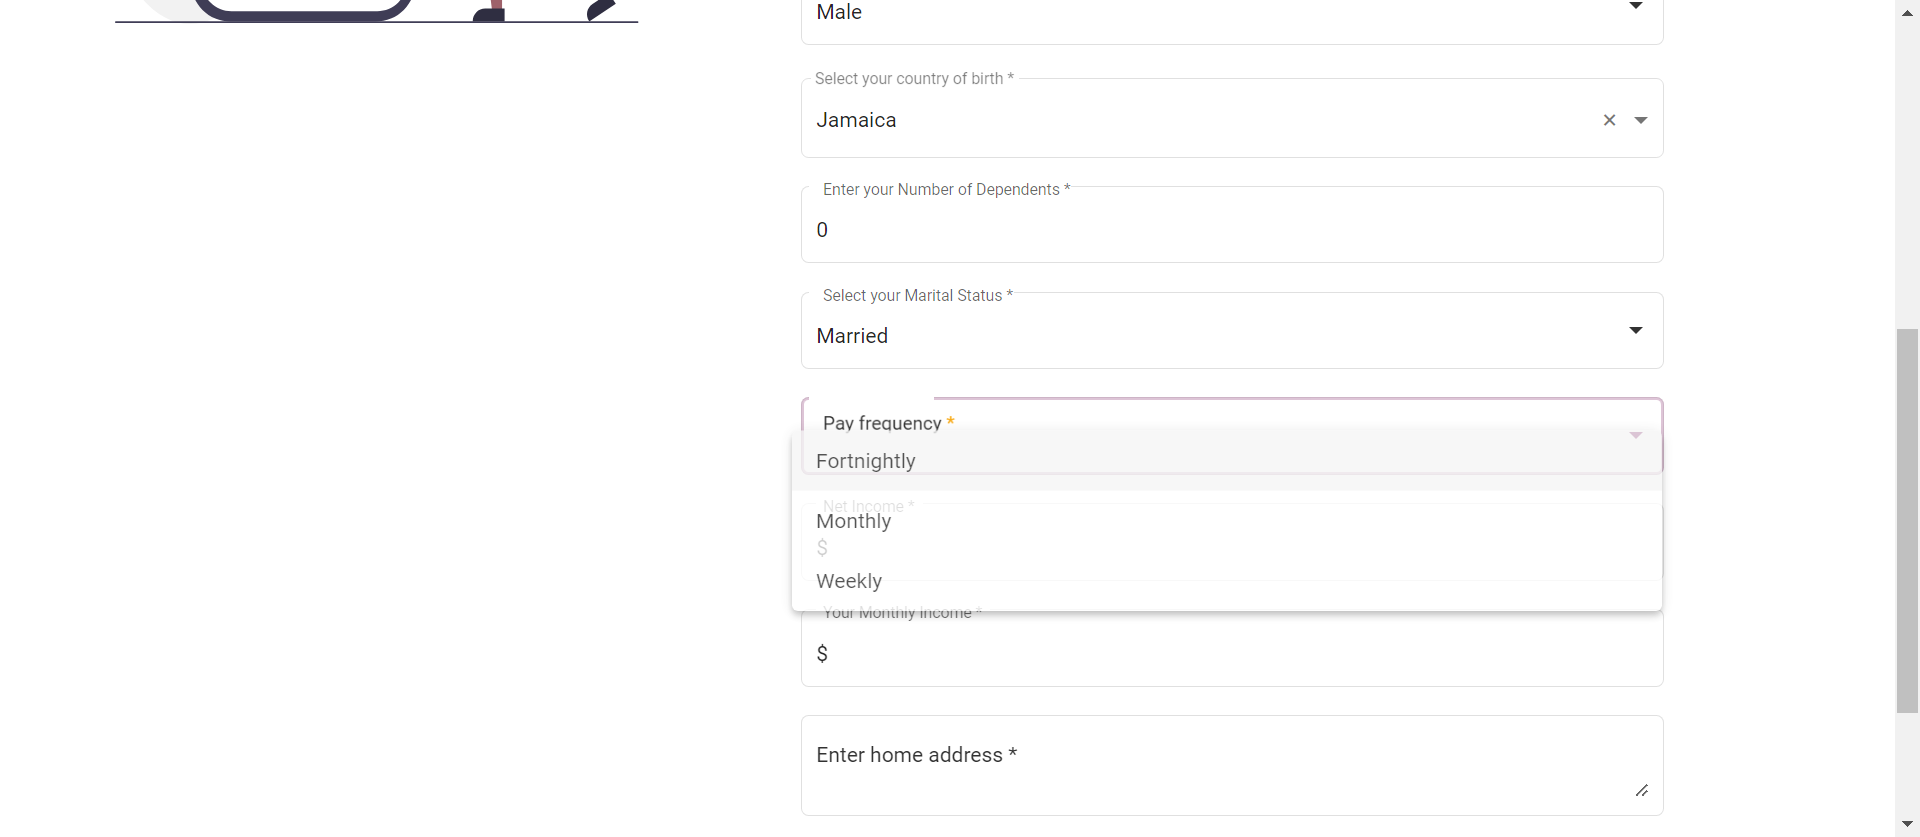 Male
Select your country of birth *
Jamaica
Enter your Number of Dependents *
0
Select your Marital Status *
Married
Pay frequency *
Fortnightly
Net Income *
Monthly
$
Weekly
Your Monthly Income *
$
Enter home address *